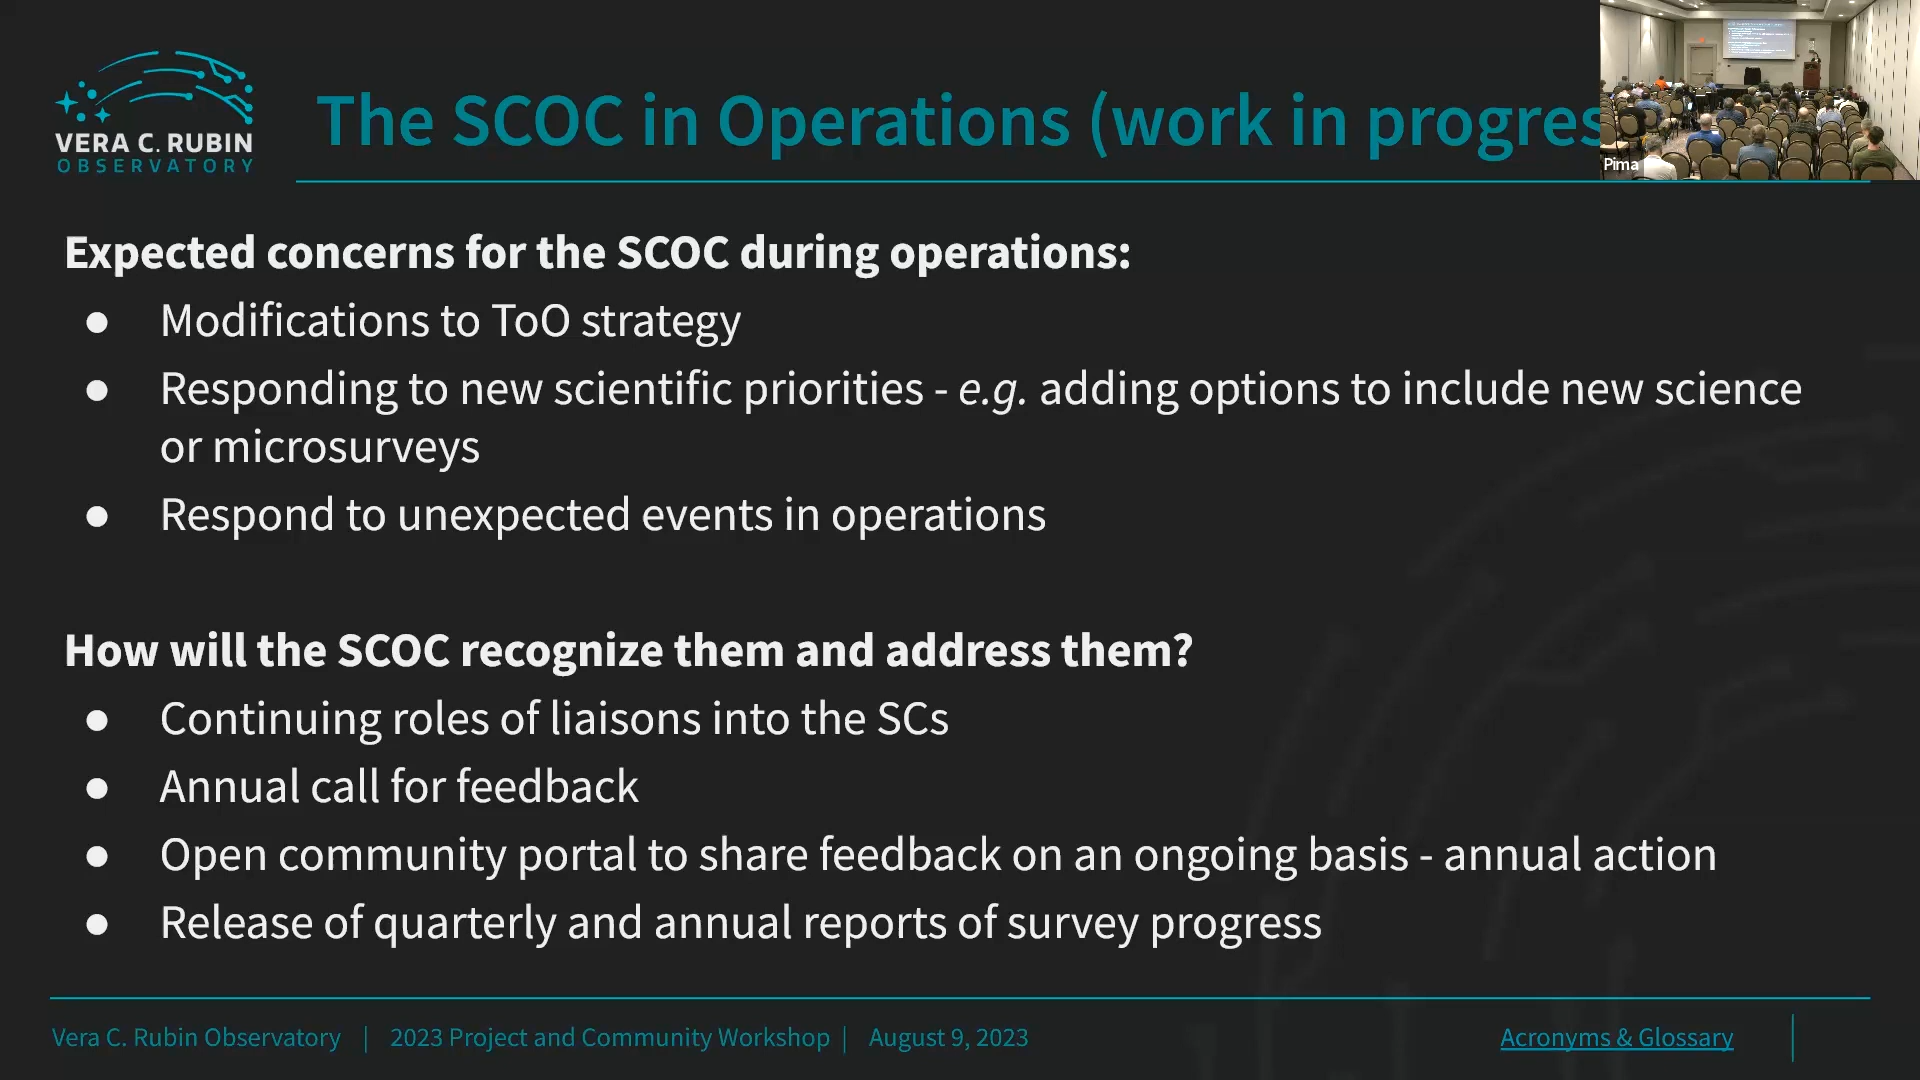 VERA C. RUBIN
OBSERVATORY
The SCOC in Operations (work in progres
Pima
Expected concerns for the SCOC during operations:
● Modifications to ToO strategy
● Responding to new scientific priorities - e.g. adding options to include new science
or microsurveys
● Respond to unexpected events in operations
How will the SCOC recognize them and address them?
● Continuing roles of liaisons into the SCs
● Annual call for feedback
● Open community portal to share feedback on an ongoing basis - annual action
● Release of quarterly and annual reports of survey progress
Vera C. Rubin Observatory | 2023 Project and Community Workshop | August 9, 2023
Acronyms & Glossary